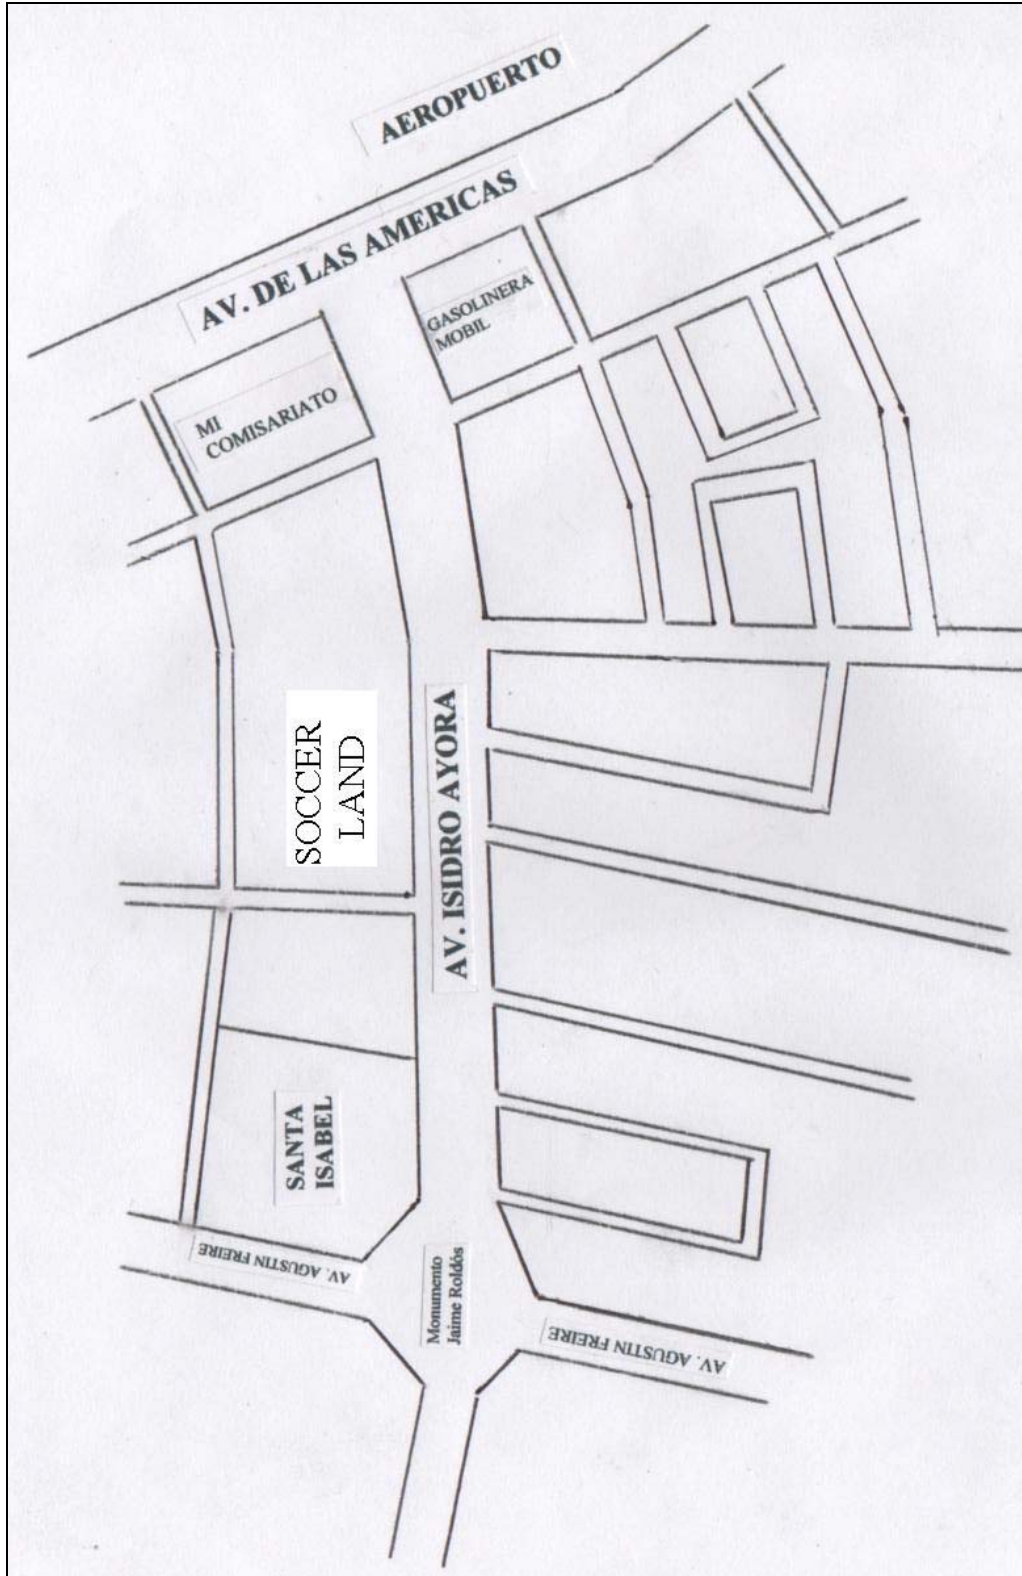 AEROPUERTO
AV. DE LAS AMERICAS
GASOLINERA
MOBIL
MI
COMISARIATO
SOCCER
LAND
AV. ISIDRO AYORA
SANTA
ISABEL
AV. AGUSTIN FREIRE
Monumento
Jaime Roldós
AV. AGUSTIN FREIRE